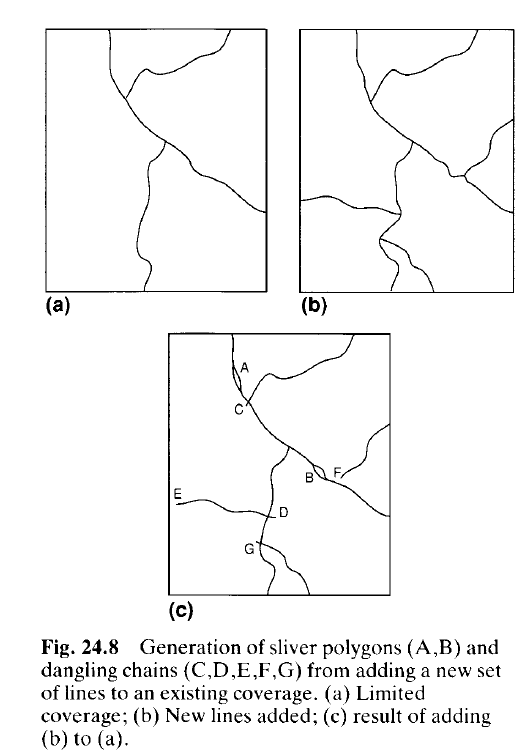 (a)
(b)
A
C
B
F
E
D
G
(c)
Fig. 24.8 Generation of sliver polygons (A,B) and
dangling chains (C,D,E,F,G) from adding a new set
of lines to an existing coverage. (a) Limited
coverage; (b) New lines added; (c) result of adding
(b) to (a).